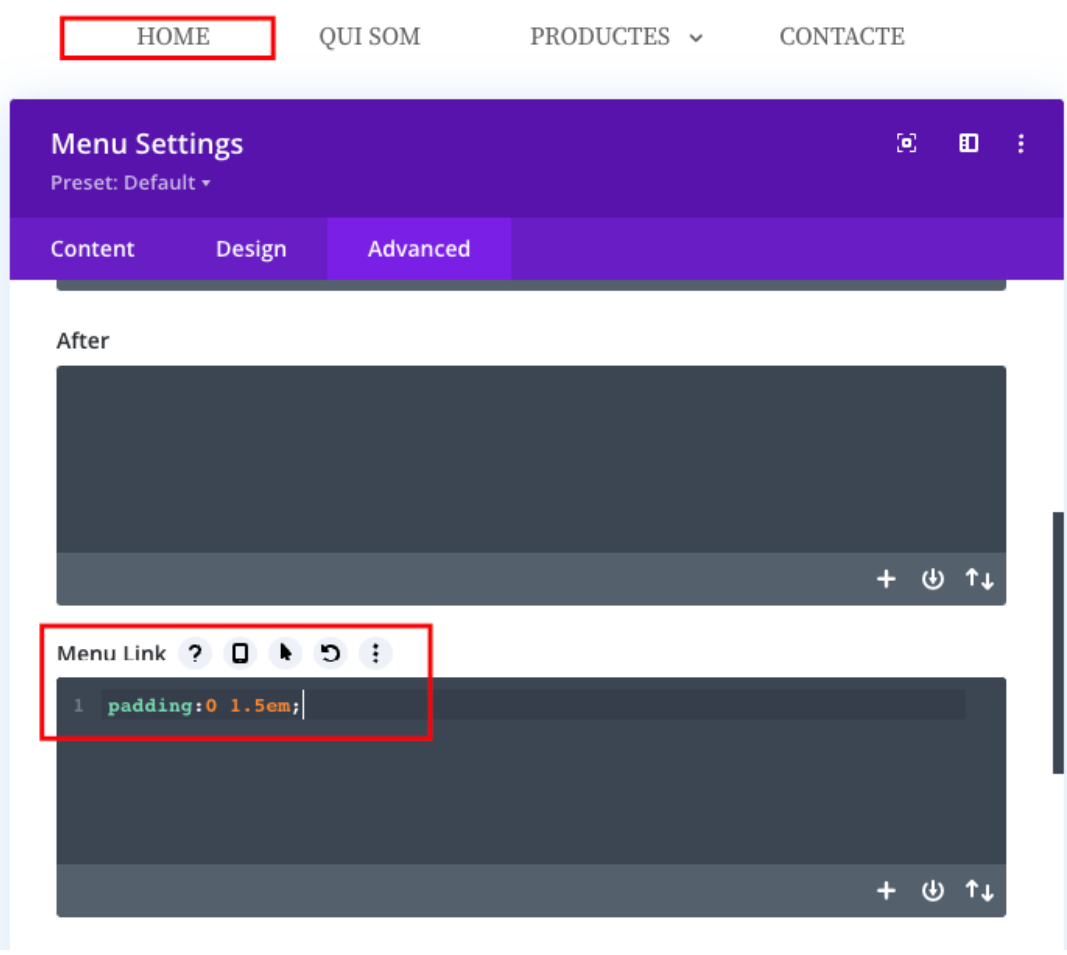 HOME QUI SOM PRODUCTES CONTACTE
Menu Settings
Preset: Default
Content Design Advanced
After
Menu Link ?
1 padding:0 1.5em;